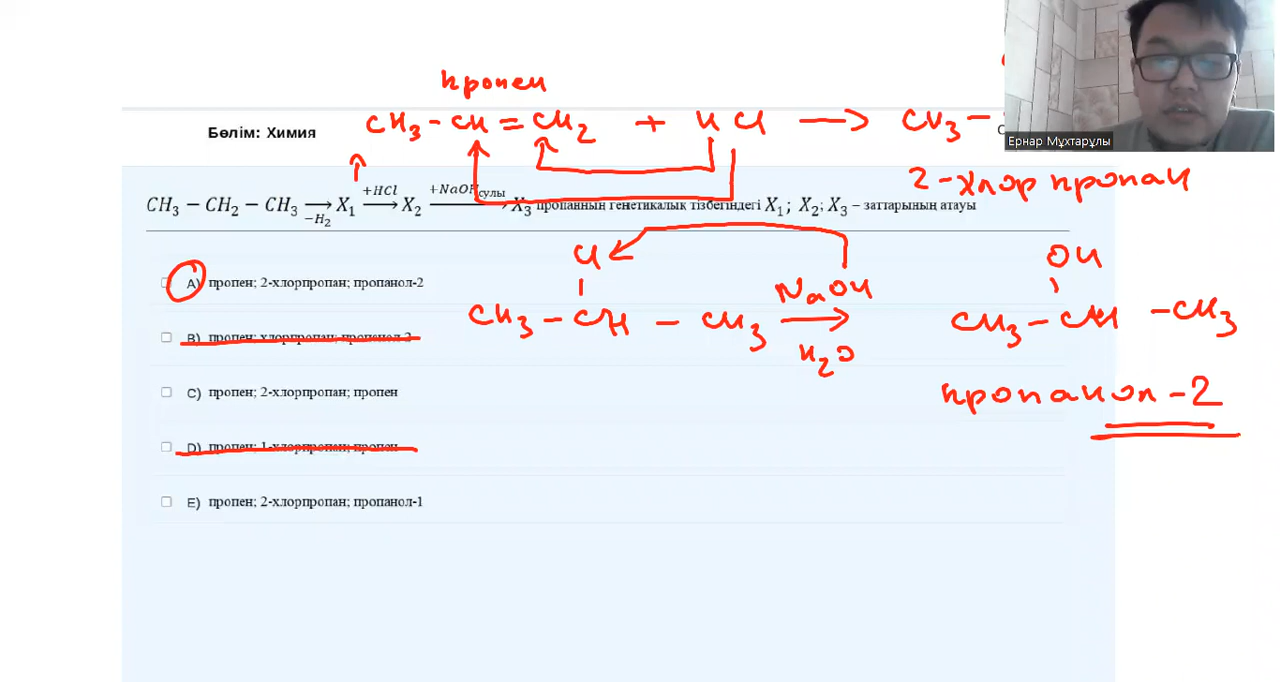 пропен
Бөлім: Химия
CH₃ - CH = CH₂ + HCl → CH₃ -
Ернар Мұхтарұлы
2-хлор пропан
CH₃ − CH₂ − CH₃ →−H₂ X₁ →+HCl X₂ →+NaOH сулы X₃ пропанның генетикалық тізбегіндегі X₁; X₂; X₃ – заттарының атауы
Cl OH
A) пропен; 2-хлорпропан; пропанол-2
CH₃ - CH - CH₃ →NaOH H₂O CH₃ - CH - CH₃
B) пропен; хлорпропан; пропенол-2
пропанол-2
C) пропен; 2-хлорпропан; пропен
D) пропен; 1-хлорпропан; пропен
E) пропен; 2-хлорпропан; пропанол-1